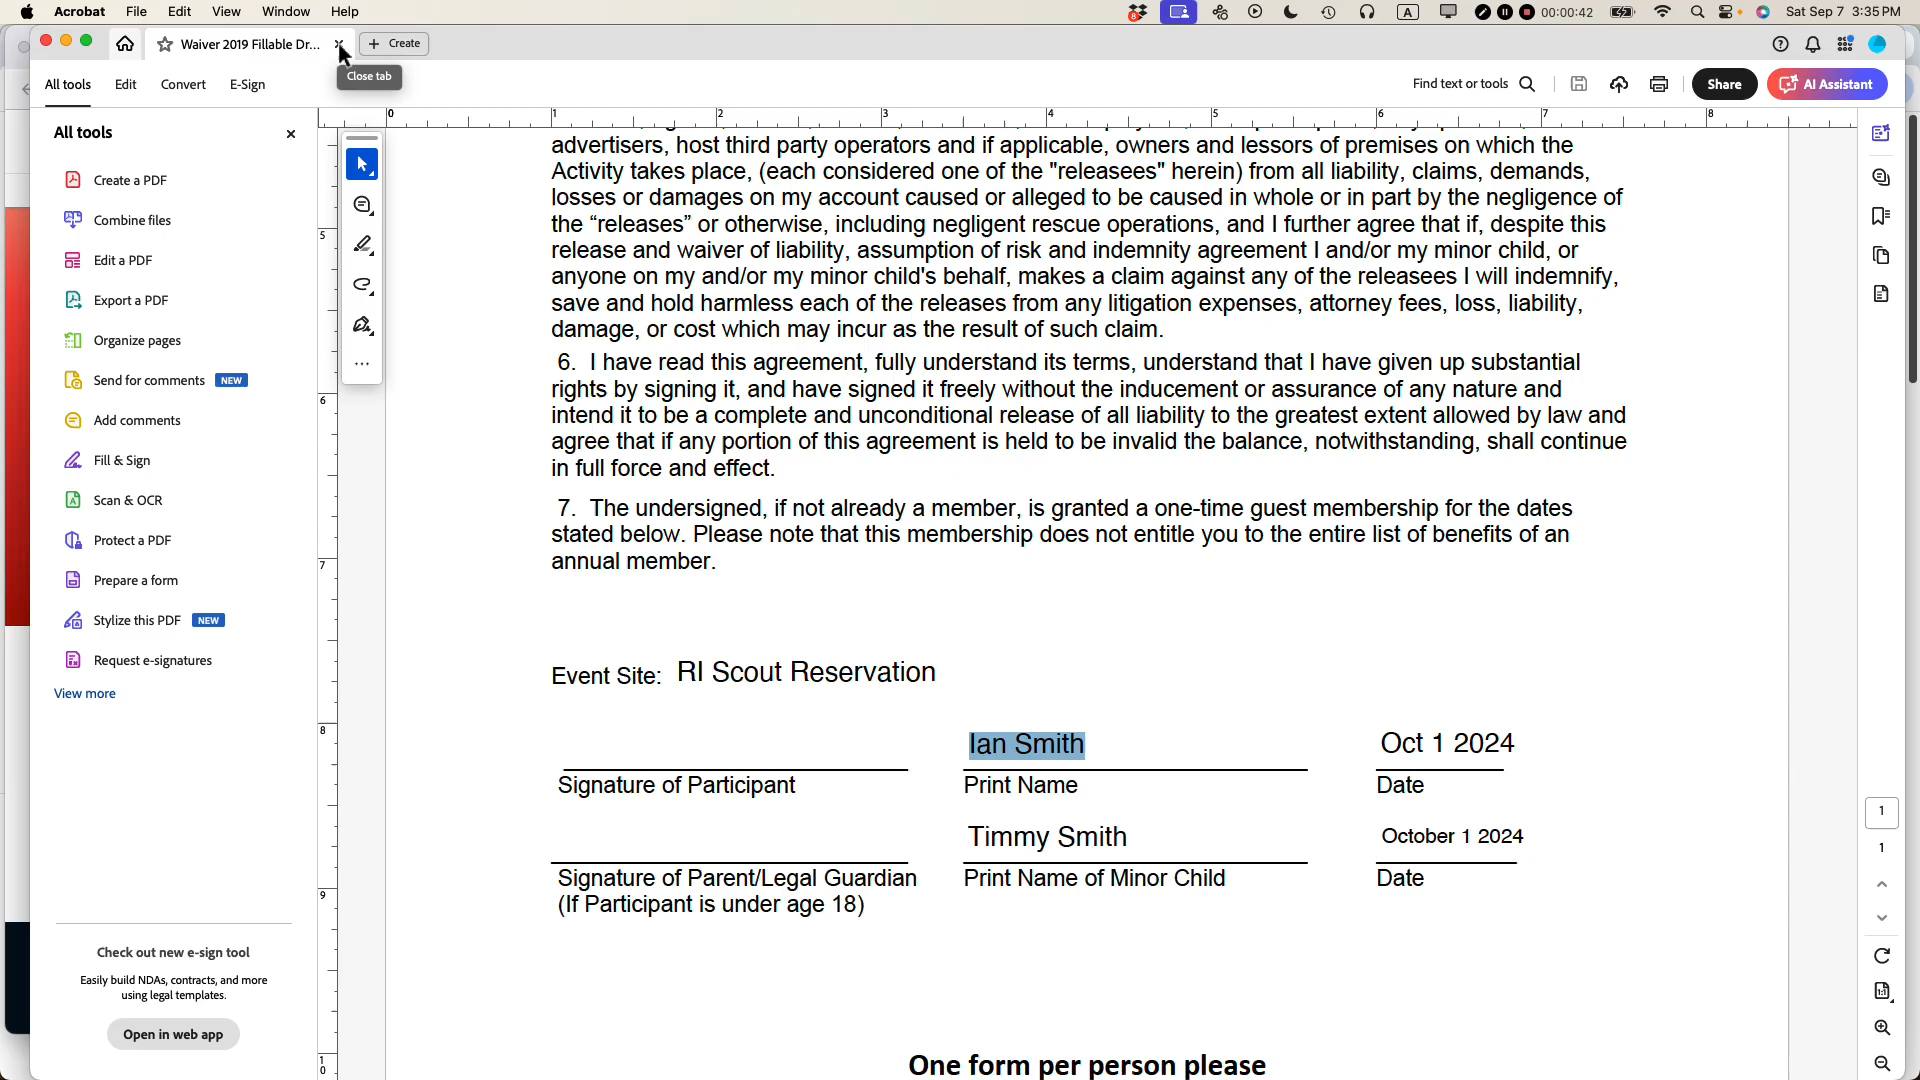 Acrobat File Edit View Window Help
8
A
00:00:42
Sat Sep 7 3:35 PM
Waiver 2019 Fillable Dr...
Create
Close tab
All tools Edit Convert E-Sign
Find text or tools
Share
AI Assistant
All tools
Create a PDF
Combine files
Edit a PDF
Export a PDF
Organize pages
Send for comments NEW
Add comments
Fill & Sign
Scan & OCR
Protect a PDF
Prepare a form
Stylize this PDF NEW
Request e-signatures
View more
Check out new e-sign tool
Easily build NDAs, contracts, and more
using legal templates.
Open in web app
0 1 2 3 4 5 6 7 8
5
6
7
8
9
1
0
advertisers, host third party operators and if applicable, owners and lessors of premises on which the
Activity takes place, (each considered one of the "releasees" herein) from all liability, claims, demands,
losses or damages on my account caused or alleged to be caused in whole or in part by the negligence of
the “releases” or otherwise, including negligent rescue operations, and I further agree that if, despite this
release and waiver of liability, assumption of risk and indemnity agreement I and/or my minor child, or
anyone on my and/or my minor child's behalf, makes a claim against any of the releasees I will indemnify,
save and hold harmless each of the releases from any litigation expenses, attorney fees, loss, liability,
damage, or cost which may incur as the result of such claim.
6. I have read this agreement, fully understand its terms, understand that I have given up substantial
rights by signing it, and have signed it freely without the inducement or assurance of any nature and
intend it to be a complete and unconditional release of all liability to the greatest extent allowed by law and
agree that if any portion of this agreement is held to be invalid the balance, notwithstanding, shall continue
in full force and effect.
7. The undersigned, if not already a member, is granted a one-time guest membership for the dates
stated below. Please note that this membership does not entitle you to the entire list of benefits of an
annual member.
Event Site: RI Scout Reservation
Ian Smith Oct 1 2024
Signature of Participant Print Name Date
Timmy Smith October 1 2024
Signature of Parent/Legal Guardian Print Name of Minor Child Date
(If Participant is under age 18)
One form per person please
1
1